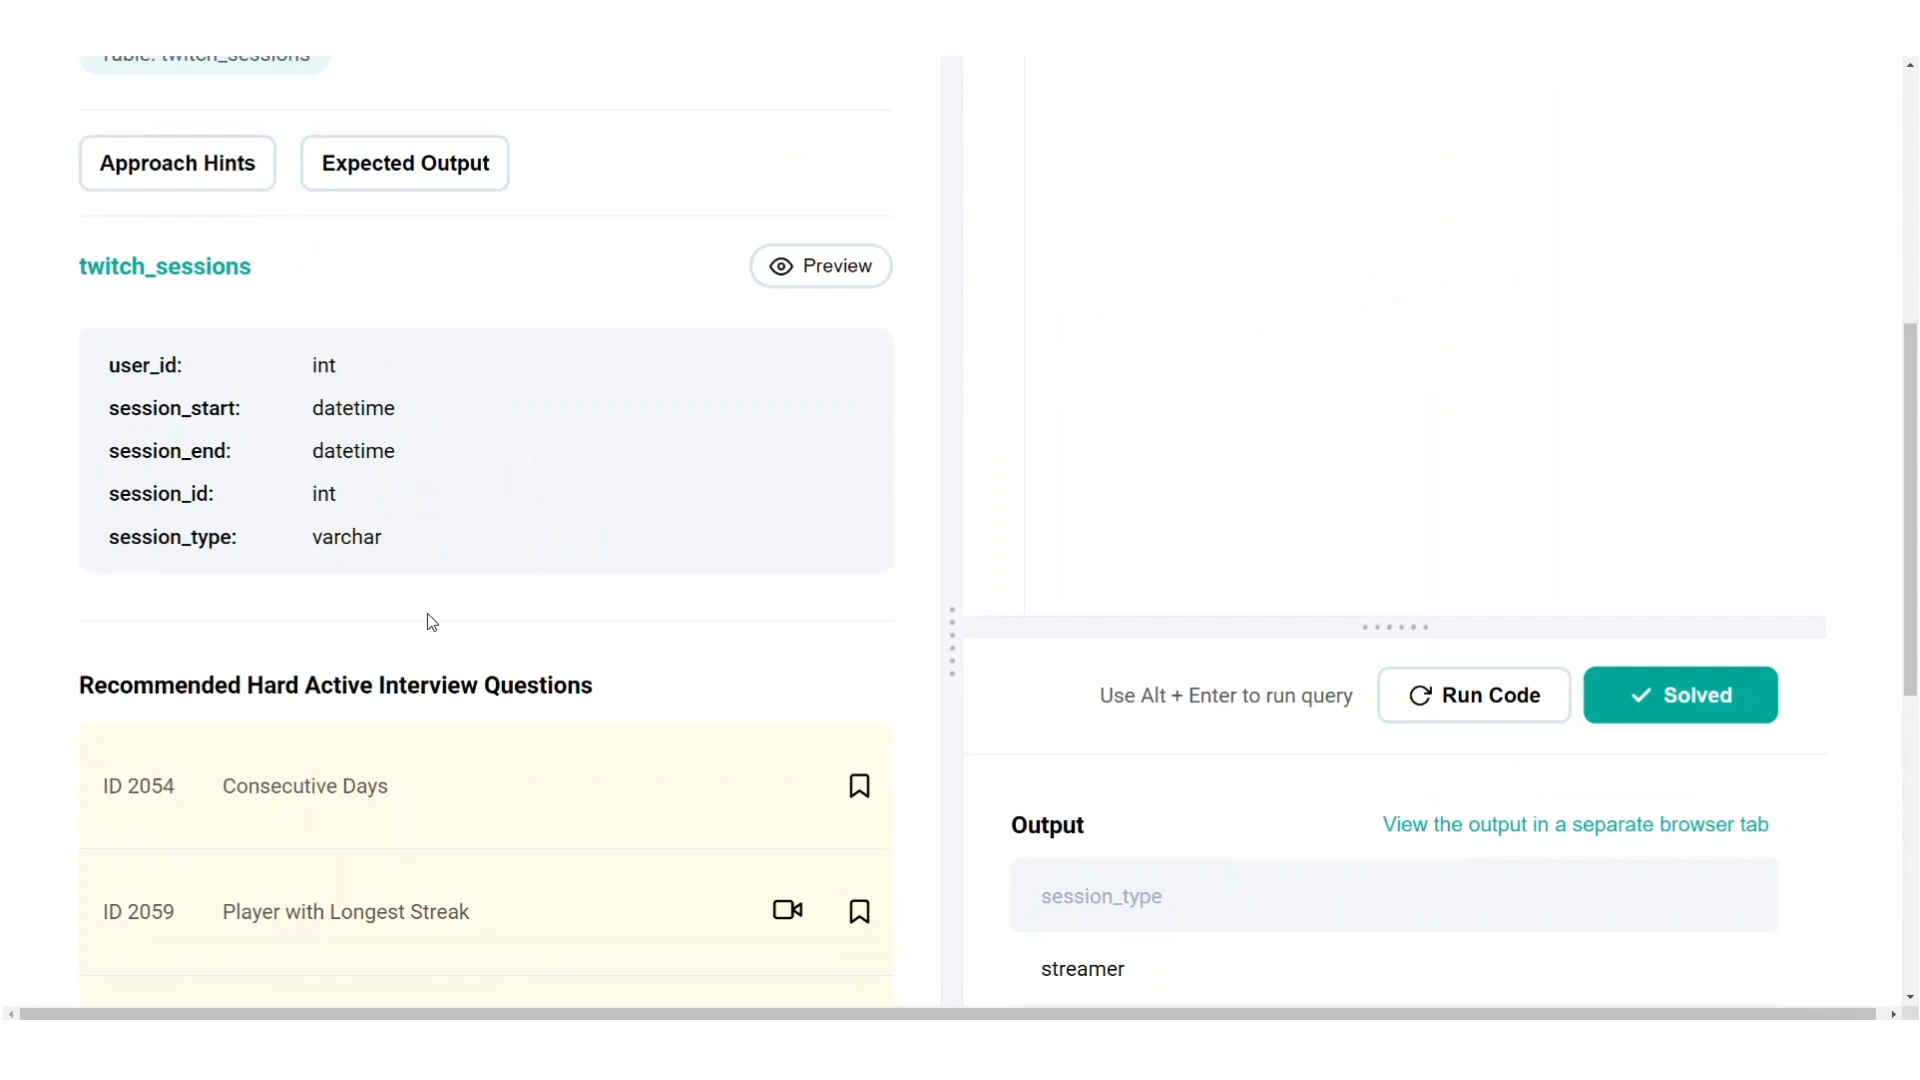 Table: twitch_sessions
Approach Hints
Expected Output
twitch_sessions
Preview
user_id: int
session_start: datetime
session_end: datetime
session_id: int
session_type: varchar
Recommended Hard Active Interview Questions
ID 2054 Consecutive Days
ID 2059 Player with Longest Streak
Use Alt + Enter to run query
Run Code
Solved
Output
View the output in a separate browser tab
session_type
streamer